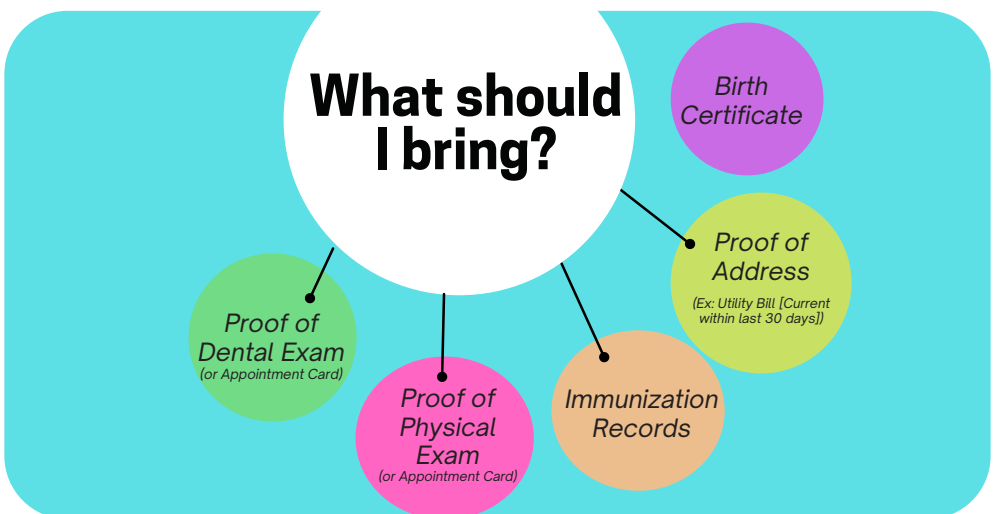 What should
I bring?
Birth
Certificate
Proof of
Address
(Ex: Utility Bill [Current
within last 30 days])
Immunization
Records
Proof of
Physical
Exam
(or Appointment Card)
Proof of
Dental Exam
(or Appointment Card)